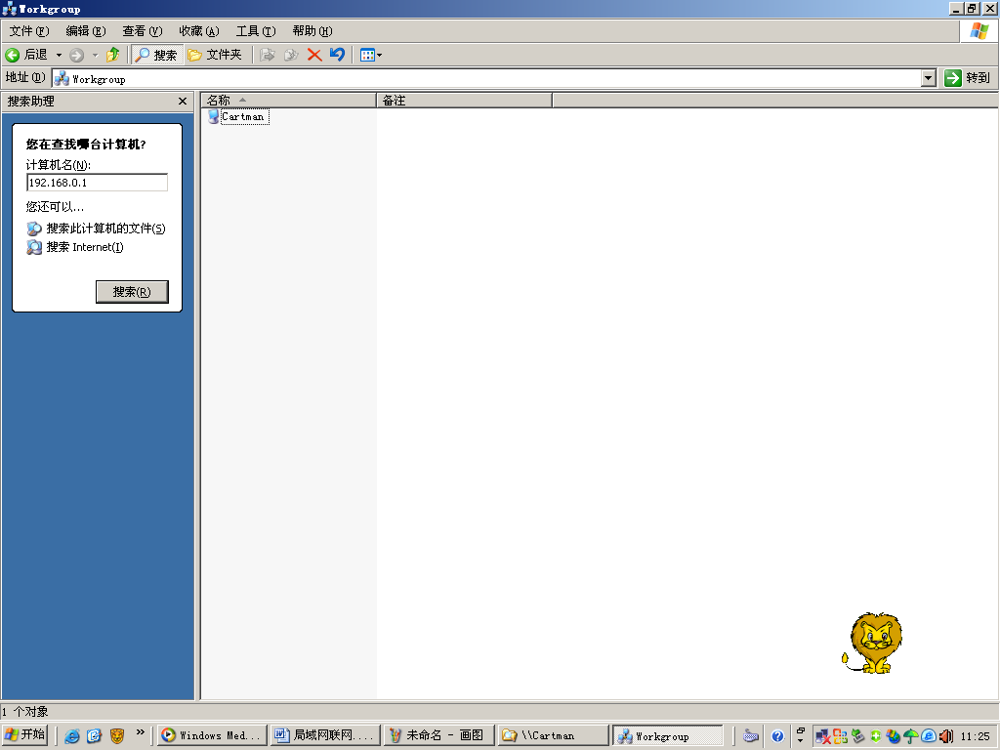 Workgroup
文件(F) 编辑(E) 查看(V) 收藏(A) 工具(T) 帮助(H)
后退 搜索 文件夹
地址(D) Workgroup 转到
搜索助理
名称 备注
Cartman
您在查找哪台计算机?
计算机名(N):
192.168.0.1
您还可以...
搜索此计算机的文件(S)
搜索 Internet(I)
搜索(R)
1 个对象
开始 » Windows Med... 局域网联网.... 未命名 - 画图 \\Cartman Workgroup 11:25